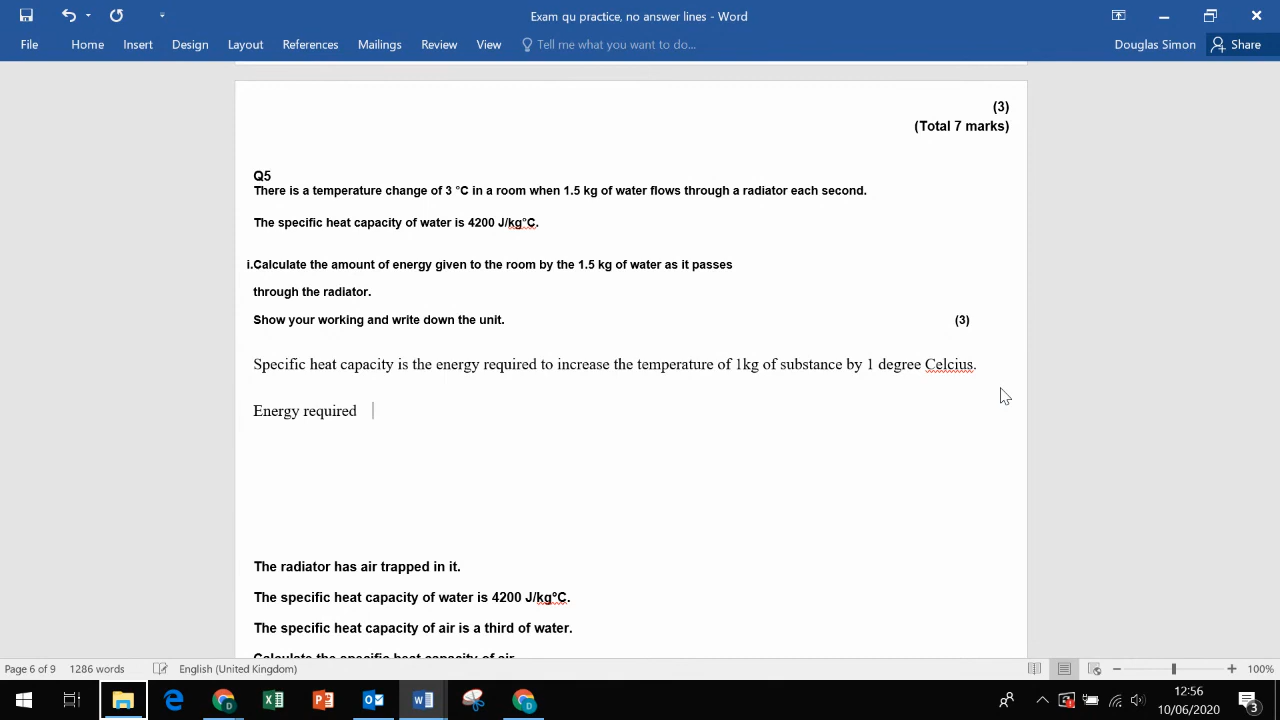 Exam qu practice, no answer lines - Word
File Home Insert Design Layout References Mailings Review View Tell me what you want to do... Douglas Simon Share
(3)
(Total 7 marks)
Q5
There is a temperature change of 3 °C in a room when 1.5 kg of water flows through a radiator each second.
The specific heat capacity of water is 4200 J/kg°C.
i.Calculate the amount of energy given to the room by the 1.5 kg of water as it passes
through the radiator.
Show your working and write down the unit. (3)
Specific heat capacity is the energy required to increase the temperature of 1kg of substance by 1 degree Celcius.
Energy required
The radiator has air trapped in it.
The specific heat capacity of water is 4200 J/kg°C.
The specific heat capacity of air is a third of water.
Calculate the specific heat capacity of air
Page 6 of 9 1286 words English (United Kingdom) 100%
12:56
10/06/2020 3